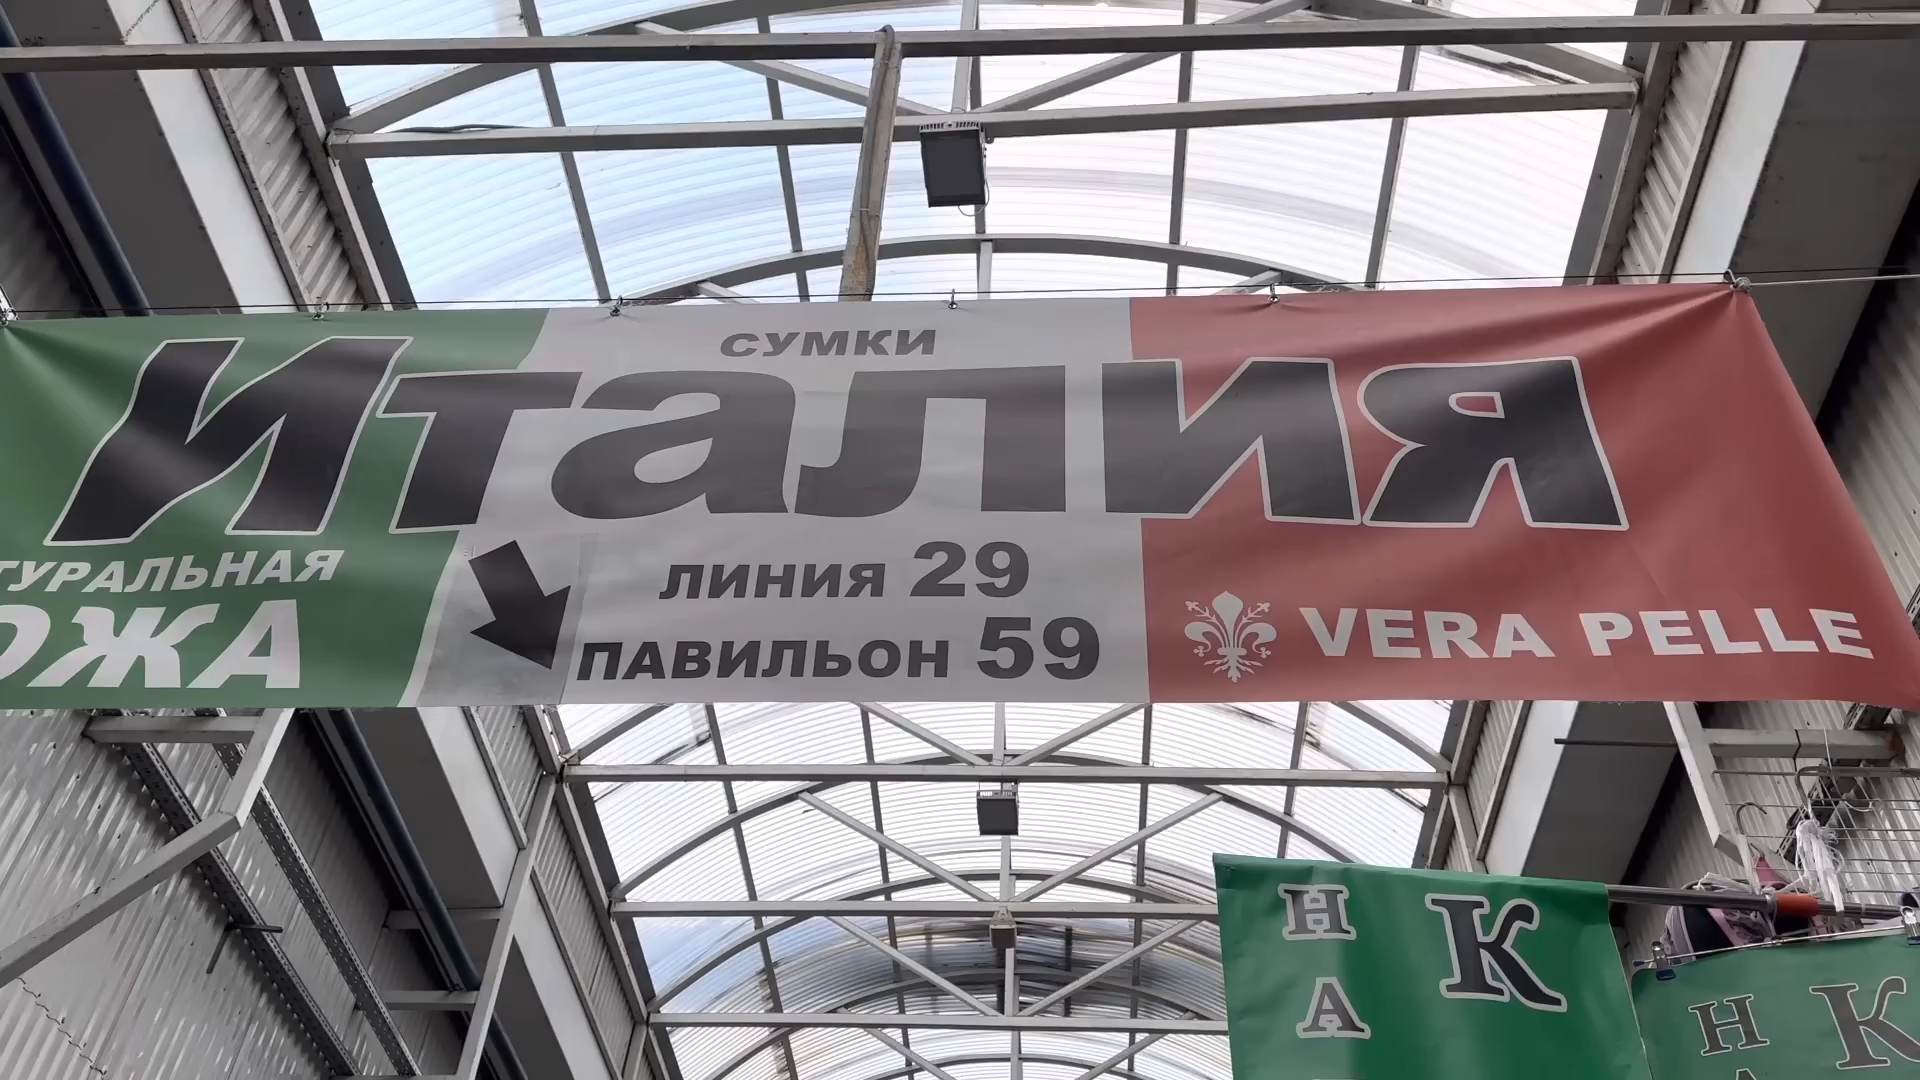 СУМКИ
Италия
ТУРАЛЬНАЯ
ОЖА
ЛИНИЯ 29
ПАВИЛЬОН 59
VERA PELLE
Н К
А
Н К